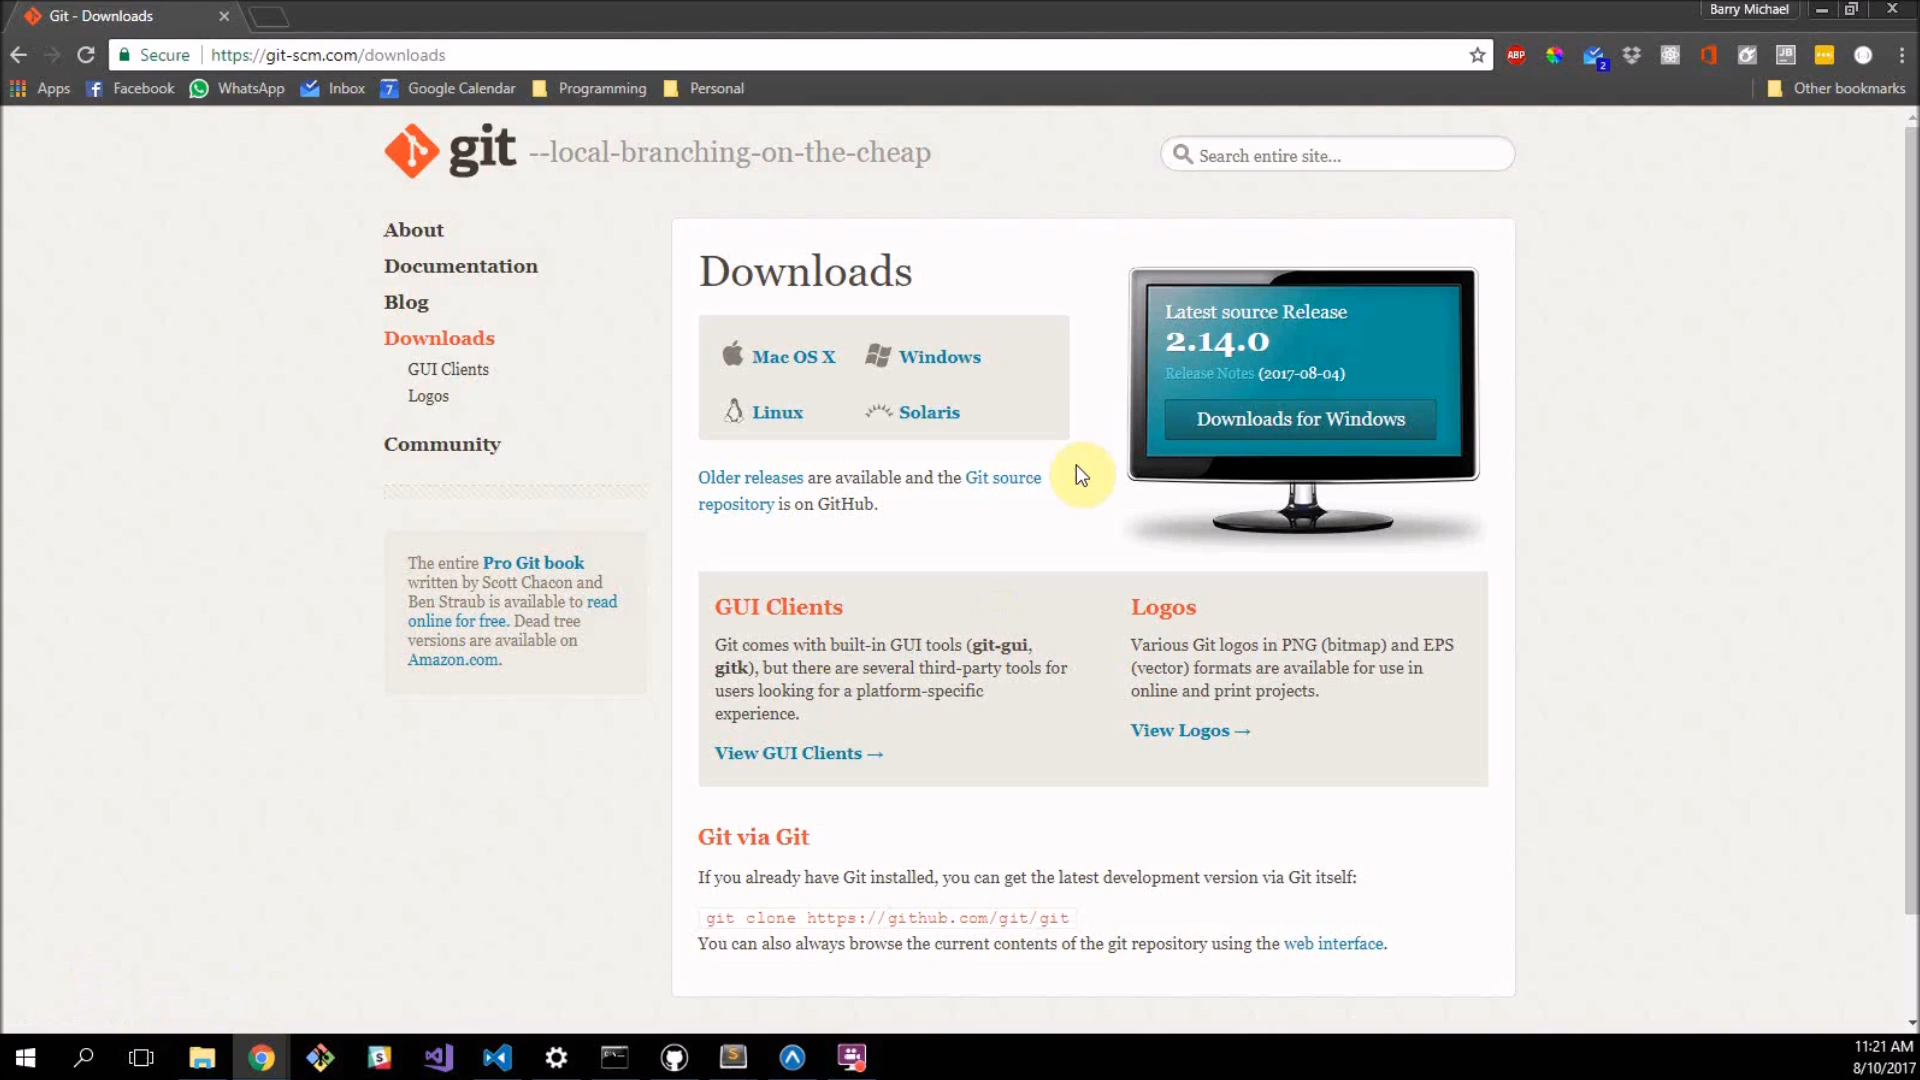 Git - Downloads
Barry Michael
Secure
https://git-scm.com/downloads
ABP
2
JB
Apps
Facebook
WhatsApp
Inbox
7
Google Calendar
Programming
Personal
Other bookmarks
git --local-branching-on-the-cheap
Search entire site...
About
Documentation
Blog
Downloads
GUI Clients
Logos
Community
The entire Pro Git book
written by Scott Chacon and
Ben Straub is available to read
online for free. Dead tree
versions are available on
Amazon.com.
Downloads
Mac OS X
Windows
Linux
Solaris
Older releases are available and the Git source
repository is on GitHub.
Latest source Release
2.14.0
Release Notes (2017-08-04)
Downloads for Windows
GUI Clients
Git comes with built-in GUI tools (git-gui,
gitk), but there are several third-party tools for
users looking for a platform-specific
experience.
View GUI Clients →
Logos
Various Git logos in PNG (bitmap) and EPS
(vector) formats are available for use in
online and print projects.
View Logos →
Git via Git
If you already have Git installed, you can get the latest development version via Git itself:
git clone https://github.com/git/git
You can also always browse the current contents of the git repository using the web interface.
11:21 AM
8/10/2017